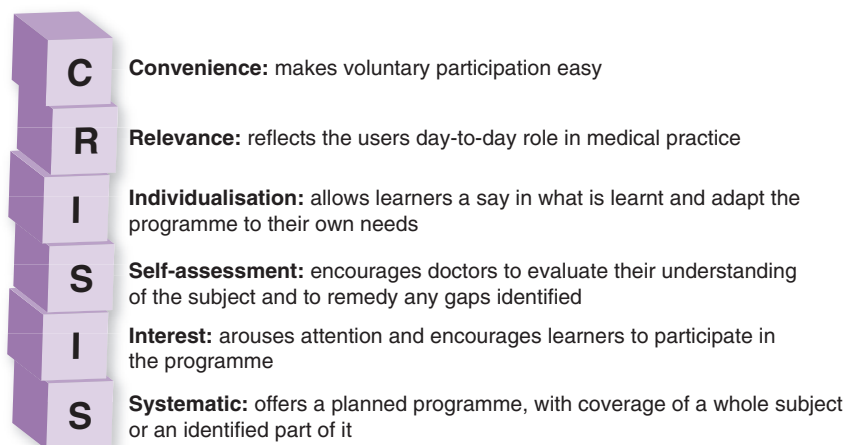 C
Convenience: makes voluntary participation easy
R
Relevance: reflects the users day-to-day role in medical practice
I
Individualisation: allows learners a say in what is learnt and adapt the
programme to their own needs
S
Self-assessment: encourages doctors to evaluate their understanding
of the subject and to remedy any gaps identified
I
Interest: arouses attention and encourages learners to participate in
the programme
S
Systematic: offers a planned programme, with coverage of a whole subject
or an identified part of it